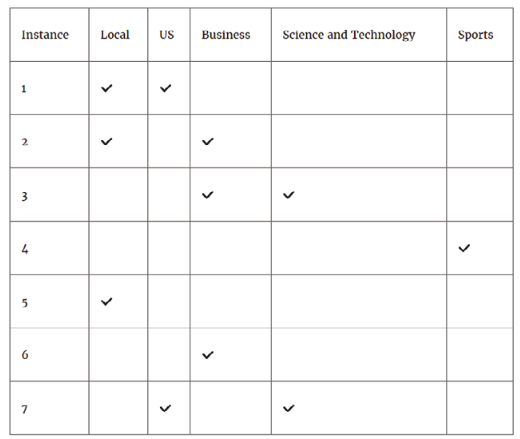 Instance Local US Business Science and Technology Sports
1 ✓ ✓
2 ✓ ✓
3 ✓ ✓
4 ✓
5 ✓
6 ✓
7 ✓ ✓